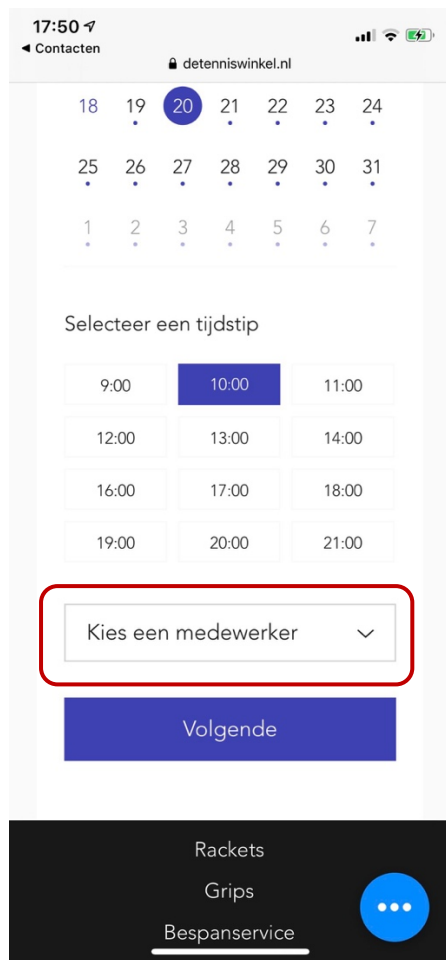 17:50
◀ Contacten
detenniswinkel.nl
18 19 20 21 22 23 24
25 26 27 28 29 30 31
1 2 3 4 5 6 7
Selecteer een tijdstip
9:00 10:00 11:00
12:00 13:00 14:00
16:00 17:00 18:00
19:00 20:00 21:00
Kies een medewerker
Volgende
Rackets
Grips
Bespanservice